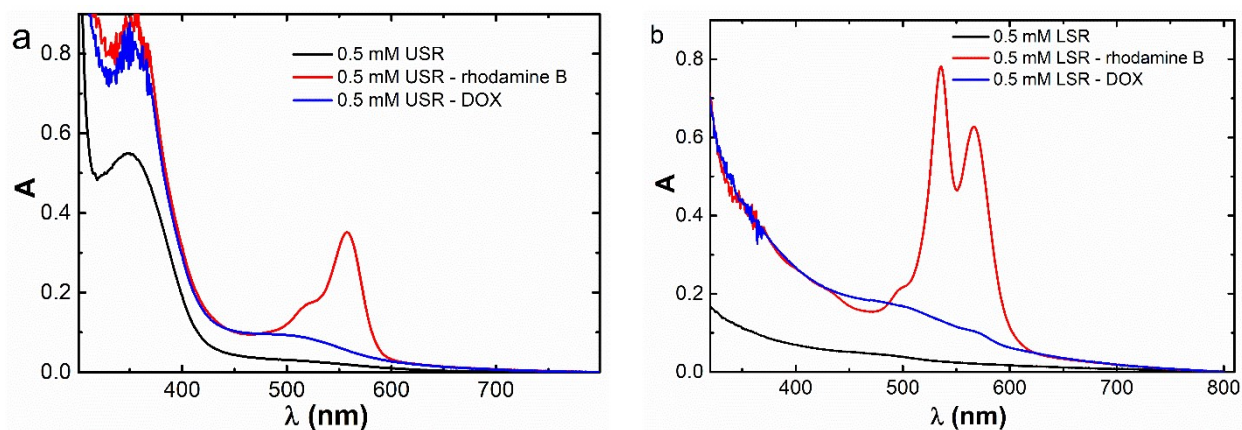 a
0.5 mM USR
0.5 mM USR - rhodamine B
0.5 mM USR - DOX
A
0.8
0.6
0.4
0.2
0.0
400
500
600
700
λ (nm)
b
0.5 mM LSR
0.5 mM LSR - rhodamine B
0.5 mM LSR - DOX
A
0.8
0.6
0.4
0.2
0.0
400
500
600
700
800
λ (nm)